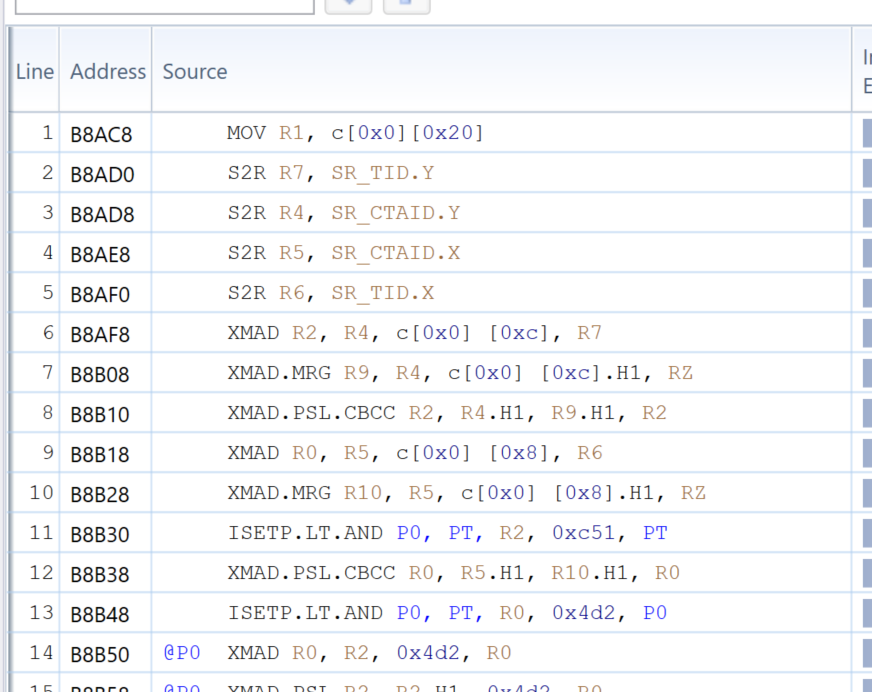 Line Address Source
1 B8AC8 MOV R1, c[0x0][0x20]
2 B8AD0 S2R R7, SR_TID.Y
3 B8AD8 S2R R4, SR_CTAID.Y
4 B8AE8 S2R R5, SR_CTAID.X
5 B8AF0 S2R R6, SR_TID.X
6 B8AF8 XMAD R2, R4, c[0x0] [0xc], R7
7 B8B08 XMAD.MRG R9, R4, c[0x0] [0xc].H1, RZ
8 B8B10 XMAD.PSL.CBCC R2, R4.H1, R9.H1, R2
9 B8B18 XMAD R0, R5, c[0x0] [0x8], R6
10 B8B28 XMAD.MRG R10, R5, c[0x0] [0x8].H1, RZ
11 B8B30 ISETP.LT.AND P0, PT, R2, 0xc51, PT
12 B8B38 XMAD.PSL.CBCC R0, R5.H1, R10.H1, R0
13 B8B48 ISETP.LT.AND P0, PT, R0, 0x4d2, P0
14 B8B50 @P0 XMAD R0, R2, 0x4d2, R0